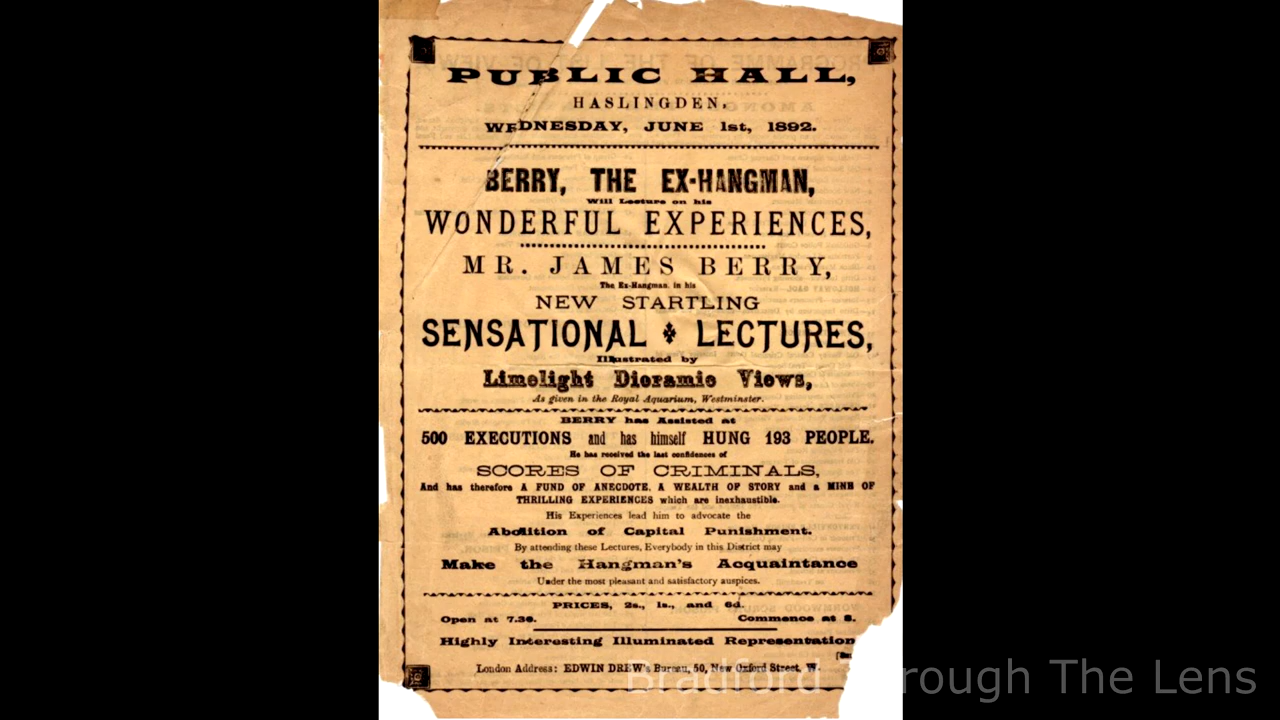 PUBLIC HALL,
HASLINGDEN,
WEDNESDAY, JUNE 1st, 1892.
BERRY, THE EX-HANGMAN,
Will Lecture on his
WONDERFUL EXPERIENCES,
MR. JAMES BERRY,
The Ex-Hangman, in his
NEW STARTLING
SENSATIONAL LECTURES,
Illustrated by
Limelight Dioramic Views,
As given in the Royal Aquarium, Westminster.
BERRY has Assisted at
500 EXECUTIONS and has himself HUNG 193 PEOPLE.
He has received the last confidences of
SCORES OF CRIMINALS,
And has therefore A FUND OF ANECDOTE, A WEALTH OF STORY and a MINE OF
THRILLING EXPERIENCES which are inexhaustible.
His Experiences lead him to advocate the
Abolition of Capital Punishment.
By attending these Lectures, Everybody in this District may
Make the Hangman's Acquaintance
Under the most pleasant and satisfactory auspices.
PRICES, 2s., 1s., and 6d.
Open at 7.30. Commence at 8.
Highly Interesting Illuminated Representation
London Address: EDWIN DREW's Bureau, 50, New Oxford Street, W.
Bradford Through The Lens